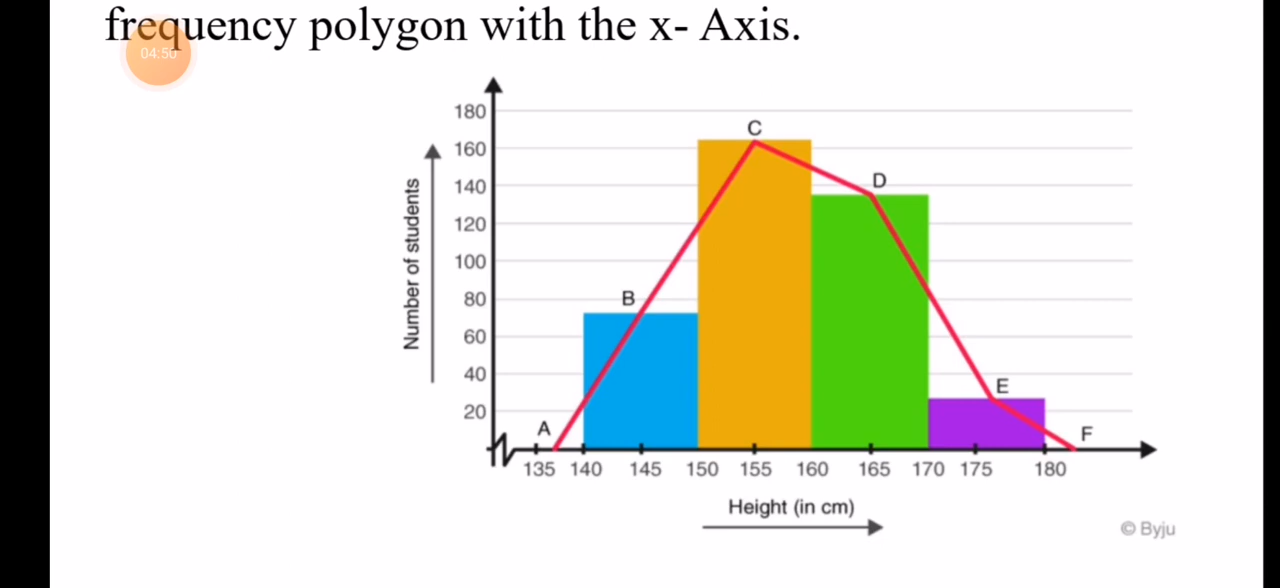 frequency polygon with the x- Axis.
04:50
180
160
140
120
100
80
60
40
20
Number of students
A
B
C
D
E
F
135 140 145 150 155 160 165 170 175 180
Height (in cm)
© Byju